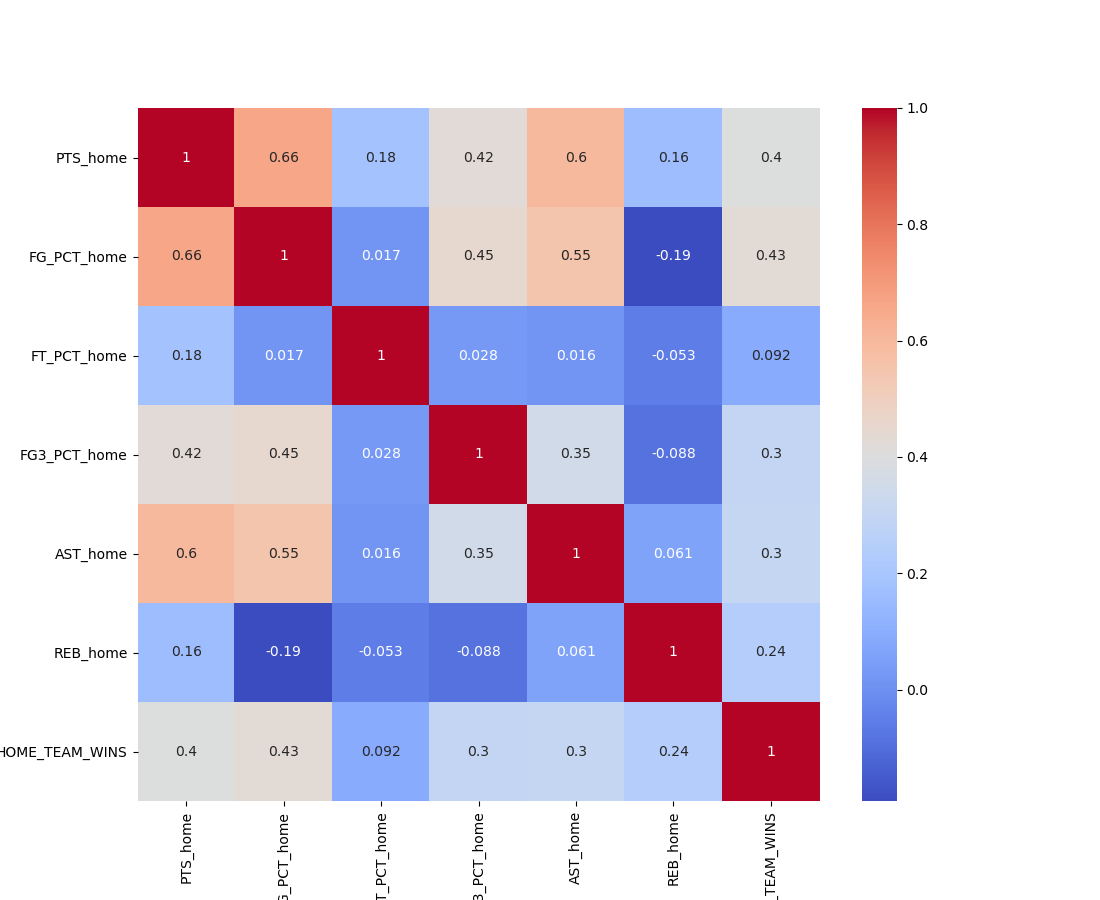 1.0
PTS_home 1 0.66 0.18 0.42 0.6 0.16 0.4
0.8
FG_PCT_home 0.66 1 0.017 0.45 0.55 -0.19 0.43
FT_PCT_home 0.18 0.017 1 0.028 0.016 -0.053 0.092
0.6
FG3_PCT_home 0.42 0.45 0.028 1 0.35 -0.088 0.3
0.4
AST_home 0.6 0.55 0.016 0.35 1 0.061 0.3
0.2
REB_home 0.16 -0.19 -0.053 -0.088 0.061 1 0.24
0.0
HOME_TEAM_WINS 0.4 0.43 0.092 0.3 0.3 0.24 1
PTS_home
G_PCT_home
T_PCT_home
3_PCT_home
AST_home
REB_home
_TEAM_WINS